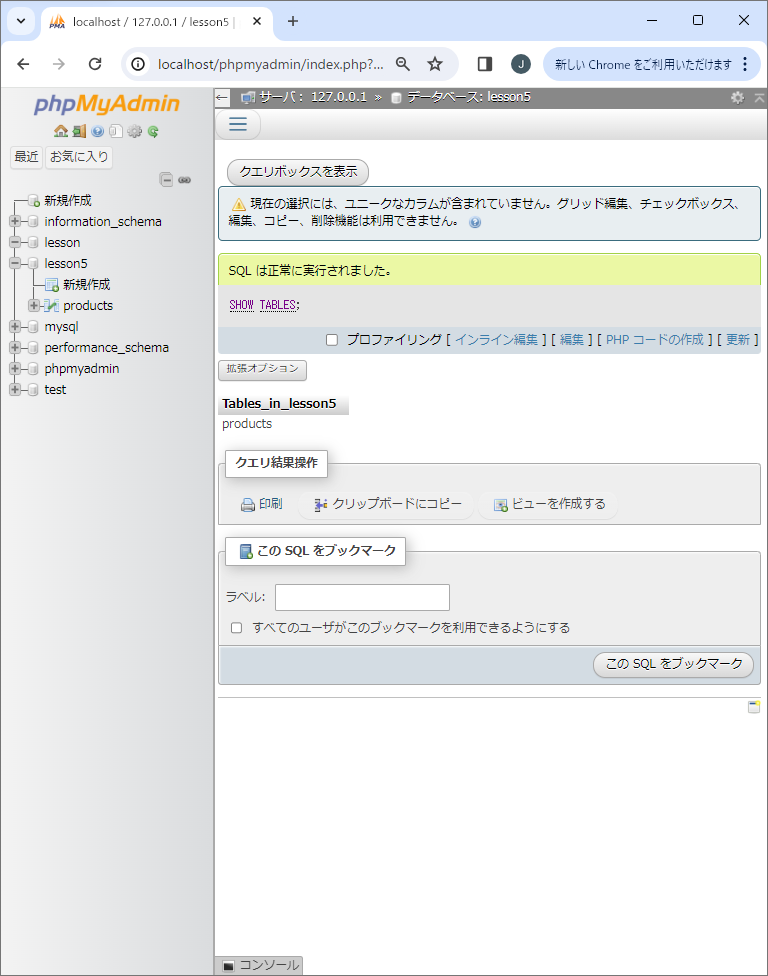 localhost / 127.0.0.1 / lesson5 |
localhost/phpmyadmin/index.php?...
J
新しい Chrome をご利用いただけます
phpMyAdmin
最近 お気に入り
新規作成
information_schema
lesson
lesson5
新規作成
products
mysql
performance_schema
phpmyadmin
test
サーバ: 127.0.0.1 » データベース: lesson5
クエリボックスを表示
現在の選択には、ユニークなカラムが含まれていません。グリッド編集、チェックボックス、
編集、コピー、削除機能は利用できません。
SQL は正常に実行されました。
SHOW TABLES;
プロファイリング [ インライン編集 ] [ 編集 ] [ PHP コードの作成 ] [ 更新 ]
拡張オプション
Tables_in_lesson5
products
クエリ結果操作
印刷 クリップボードにコピー ビューを作成する
この SQL をブックマーク
ラベル:
すべてのユーザがこのブックマークを利用できるようにする
この SQL をブックマーク
コンソール